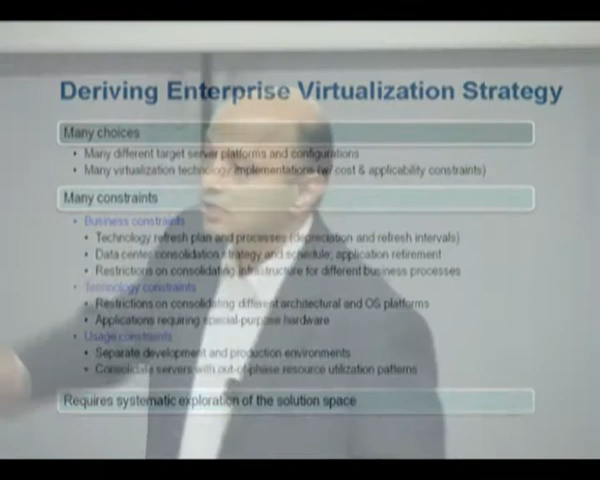 Deriving Enterprise Virtualization Strategy
Many choices
• Many different target server platforms and configurations
• Many virtualization technology implementations (w/ cost & applicability constraints)
Many constraints
• Business constraints
• Technology refresh plan and processes (depreciation and refresh intervals)
• Data center consolidation strategy and schedule; application retirement
• Restrictions on consolidating infrastructure for different business processes
• Technology constraints
• Restrictions on consolidating different architectural and OS platforms
• Applications requiring special-purpose hardware
• Usage constraints
• Separate development and production environments
• Consolidate servers with out-of-phase resource utilization patterns
Requires systematic exploration of the solution space